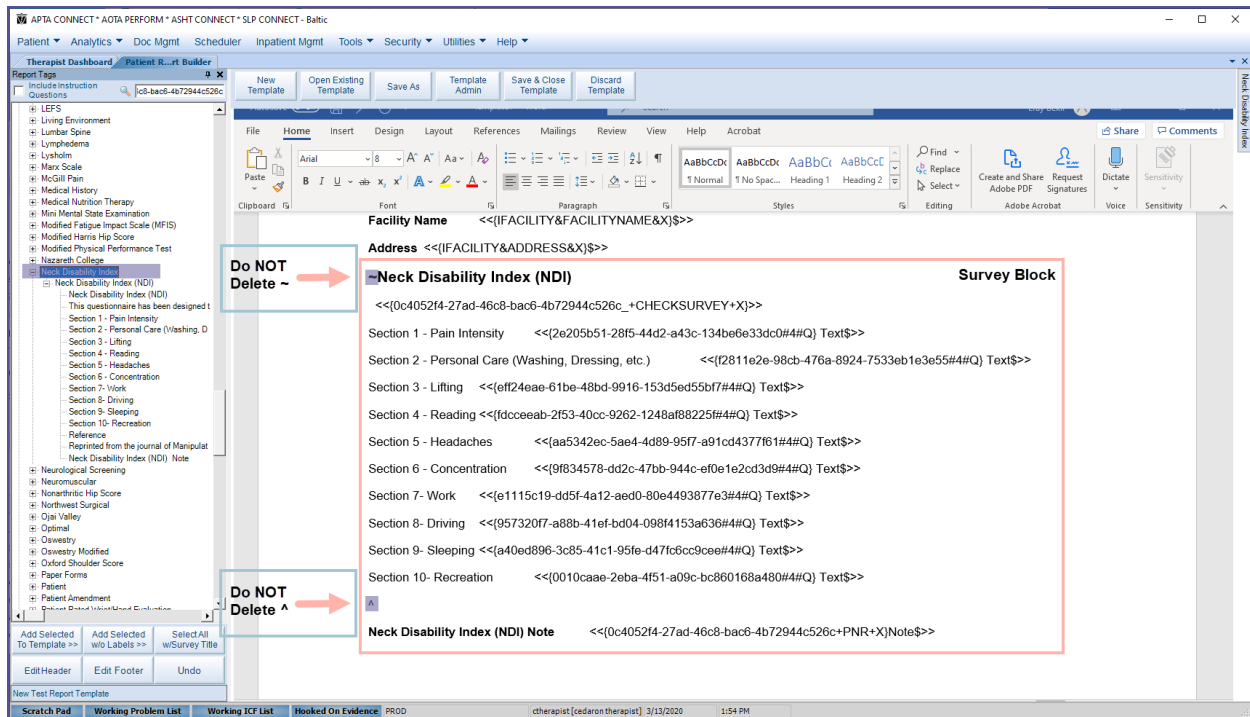 APTA CONNECT * AOTA PERFORM * ASHT CONNECT * SLP CONNECT - Baltic
Patient Analytics Doc Mgmt Scheduler Inpatient Mgmt Tools Security Utilities Help
Therapist Dashboard Patient R...rt Builder
Report Tags
Include Instruction Questions
c8-bac6-4b72944c526c
New Template
Open Existing Template
Save As
Template Admin
Save & Close Template
Discard Template
Neck Disability Index
LEFS
Living Environment
Lumbar Spine
Lymphedema
Lysholm
Marx Scale
McGill Pain
Medical History
Medical Nutrition Therapy
Mini Mental State Examination
Modified Fatigue Impact Scale (MFIS)
Modified Harris Hip Score
Modified Physical Performance Test
Nazareth College
Neck Disability Index
Neck Disability Index (NDI)
Neck Disability Index (NDI)
This questionnaire has been designed t
Section 1 - Pain Intensity
Section 2 - Personal Care (Washing, D
Section 3 - Lifting
Section 4 - Reading
Section 5 - Headaches
Section 6 - Concentration
Section 7- Work
Section 8- Driving
Section 9- Sleeping
Section 10- Recreation
Reference
Reprinted from the journal of Manipulat
Neck Disability Index (NDI) Note
Neurological Screening
Neuromuscular
Nonarthritic Hip Score
Northwest Surgical
Ojai Valley
Optimal
Oswestry
Oswestry Modified
Oxford Shoulder Score
Paper Forms
Patient
Patient Amendment
Patient Rated Wrist/Hand Evaluation
Add Selected To Template >>
Add Selected w/o Labels >>
Select All w/Survey Title
Edit Header
Edit Footer
Undo
New Test Report Template
File Home Insert Design Layout References Mailings Review View Help Acrobat
Share Comments
Paste
Arial 8
B I U
AaBbCcDc AaBbCcDc AaBbCc AaBbCcE
¶ Normal ¶ No Spac... Heading 1 Heading 2
Find
Replace
Select
Create and Share Adobe PDF
Request Signatures
Dictate
Sensitivity
Clipboard Font Paragraph Styles Editing Adobe Acrobat Voice Sensitivity
Facility Name <<{IFACILITY&FACILITYNAME&X}$>>
Address <<{IFACILITY&ADDRESS&X}$>>
Do NOT
Delete ~
~Neck Disability Index (NDI)
Survey Block
<<{0c4052f4-27ad-46c8-bac6-4b72944c526c_+CHECKSURVEY+X}>>
Section 1 - Pain Intensity <<{2e205b51-28f5-44d2-a43c-134be6e33dc0#4#Q} Text$>>
Section 2 - Personal Care (Washing, Dressing, etc.) <<{f2811e2e-98cb-476a-8924-7533eb1e3e55#4#Q} Text$>>
Section 3 - Lifting <<{eff24eae-61be-48bd-9916-153d5ed55bf7#4#Q} Text$>>
Section 4 - Reading <<{fdcceeab-2f53-40cc-9262-1248af88225f#4#Q} Text$>>
Section 5 - Headaches <<{aa5342ec-5ae4-4d89-95f7-a91cd4377f61#4#Q} Text$>>
Section 6 - Concentration <<{9f834578-dd2c-47bb-944c-ef0e1e2cd3d9#4#Q} Text$>>
Section 7- Work <<{e1115c19-dd5f-4a12-aed0-80e4493877e3#4#Q} Text$>>
Section 8- Driving <<{957320f7-a88b-41ef-bd04-098f4153a636#4#Q} Text$>>
Section 9- Sleeping <<{a40ed896-3c85-41c1-95fe-d47fc6cc9cee#4#Q} Text$>>
Section 10- Recreation <<{0010caae-2eba-4f51-a09c-bc860168a480#4#Q} Text$>>
Do NOT
Delete ^
^
Neck Disability Index (NDI) Note <<{0c4052f4-27ad-46c8-bac6-4b72944c526c+PNR+X}Note$>>
Scratch Pad Working Problem List Working ICF List Hooked On Evidence PROD ctherapist [cedaron therapist] 3/13/2020 1:54 PM